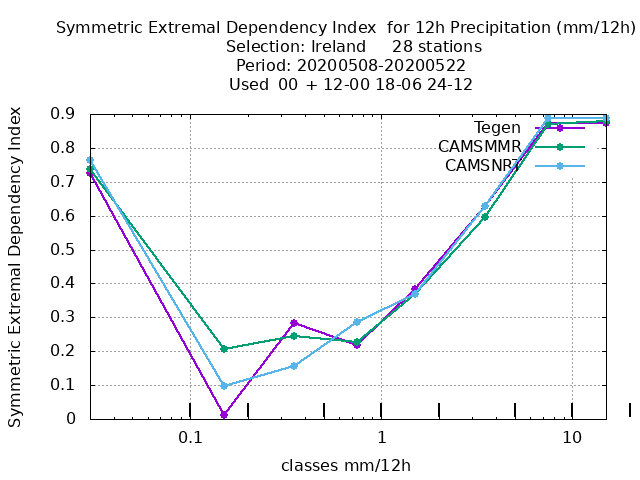 Symmetric Extremal Dependency Index for 12h Precipitation (mm/12h)
Selection: Ireland 28 stations
Period: 20200508-20200522
Used 00 + 12-00 18-06 24-12
Symmetric Extremal Dependency Index
0.9
0.8
0.7
0.6
0.5
0.4
0.3
0.2
0.1
0
Tegen
CAMSMMR
CAMSNRT
0.1 1 10
classes mm/12h